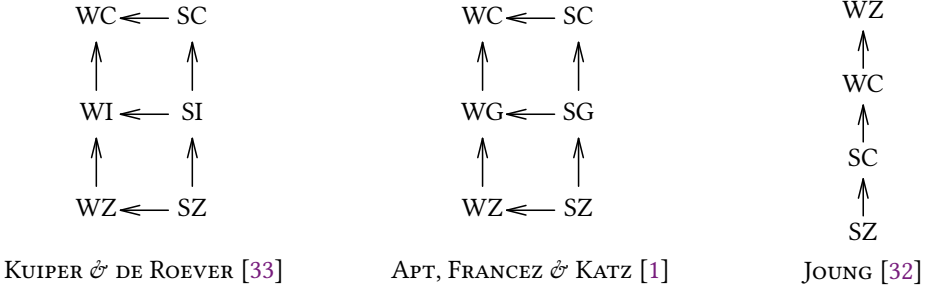 WC SC WC SC WZ
WC
WI SI WG SG
SC
WZ SZ WZ SZ
SZ
KUIPER & DE ROEVER [33] APT, FRANCEZ & KATZ [1] JOUNG [32]